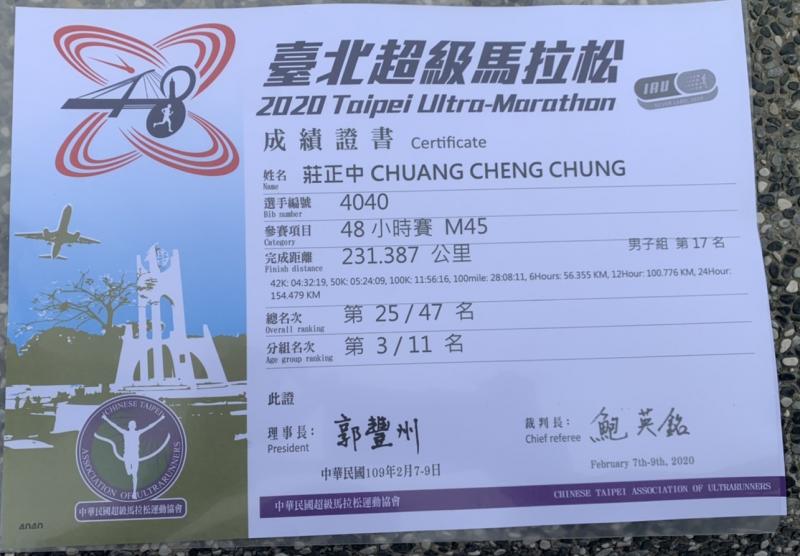 48
臺北超級馬拉松
2020 Taipei Ultra-Marathon
IAU
成績證書 Certificate
姓名 莊正中 CHUANG CHENG CHUNG
Name
選手編號 4040
Bib number
參賽項目 48 小時賽 M45
Category
完成距離 231.387 公里 男子組 第 17 名
Finish distance
42K: 04:32:19, 50K: 05:24:09, 100K: 11:56:16, 100mile: 28:08:11, 6Hours: 56.355 KM, 12Hour: 100.776 KM, 24Hour:
154.479 KM
總名次 第 25 / 47 名
Overall ranking
分組名次 第 3 / 11 名
Age group ranking
此證
理事長: 郭豐州 裁判長: 鮑英銘
President Chief referee
中華民國109年2月7-9日 February 7th-9th, 2020
CHINESE TAIPEI
ASSOCIATION OF ULTRARUNNERS
中華民國超級馬拉松運動協會
中華民國超級馬拉松運動協會 CHINESE TAIPEI ASSOCIATION OF ULTRARUNNERS
4040